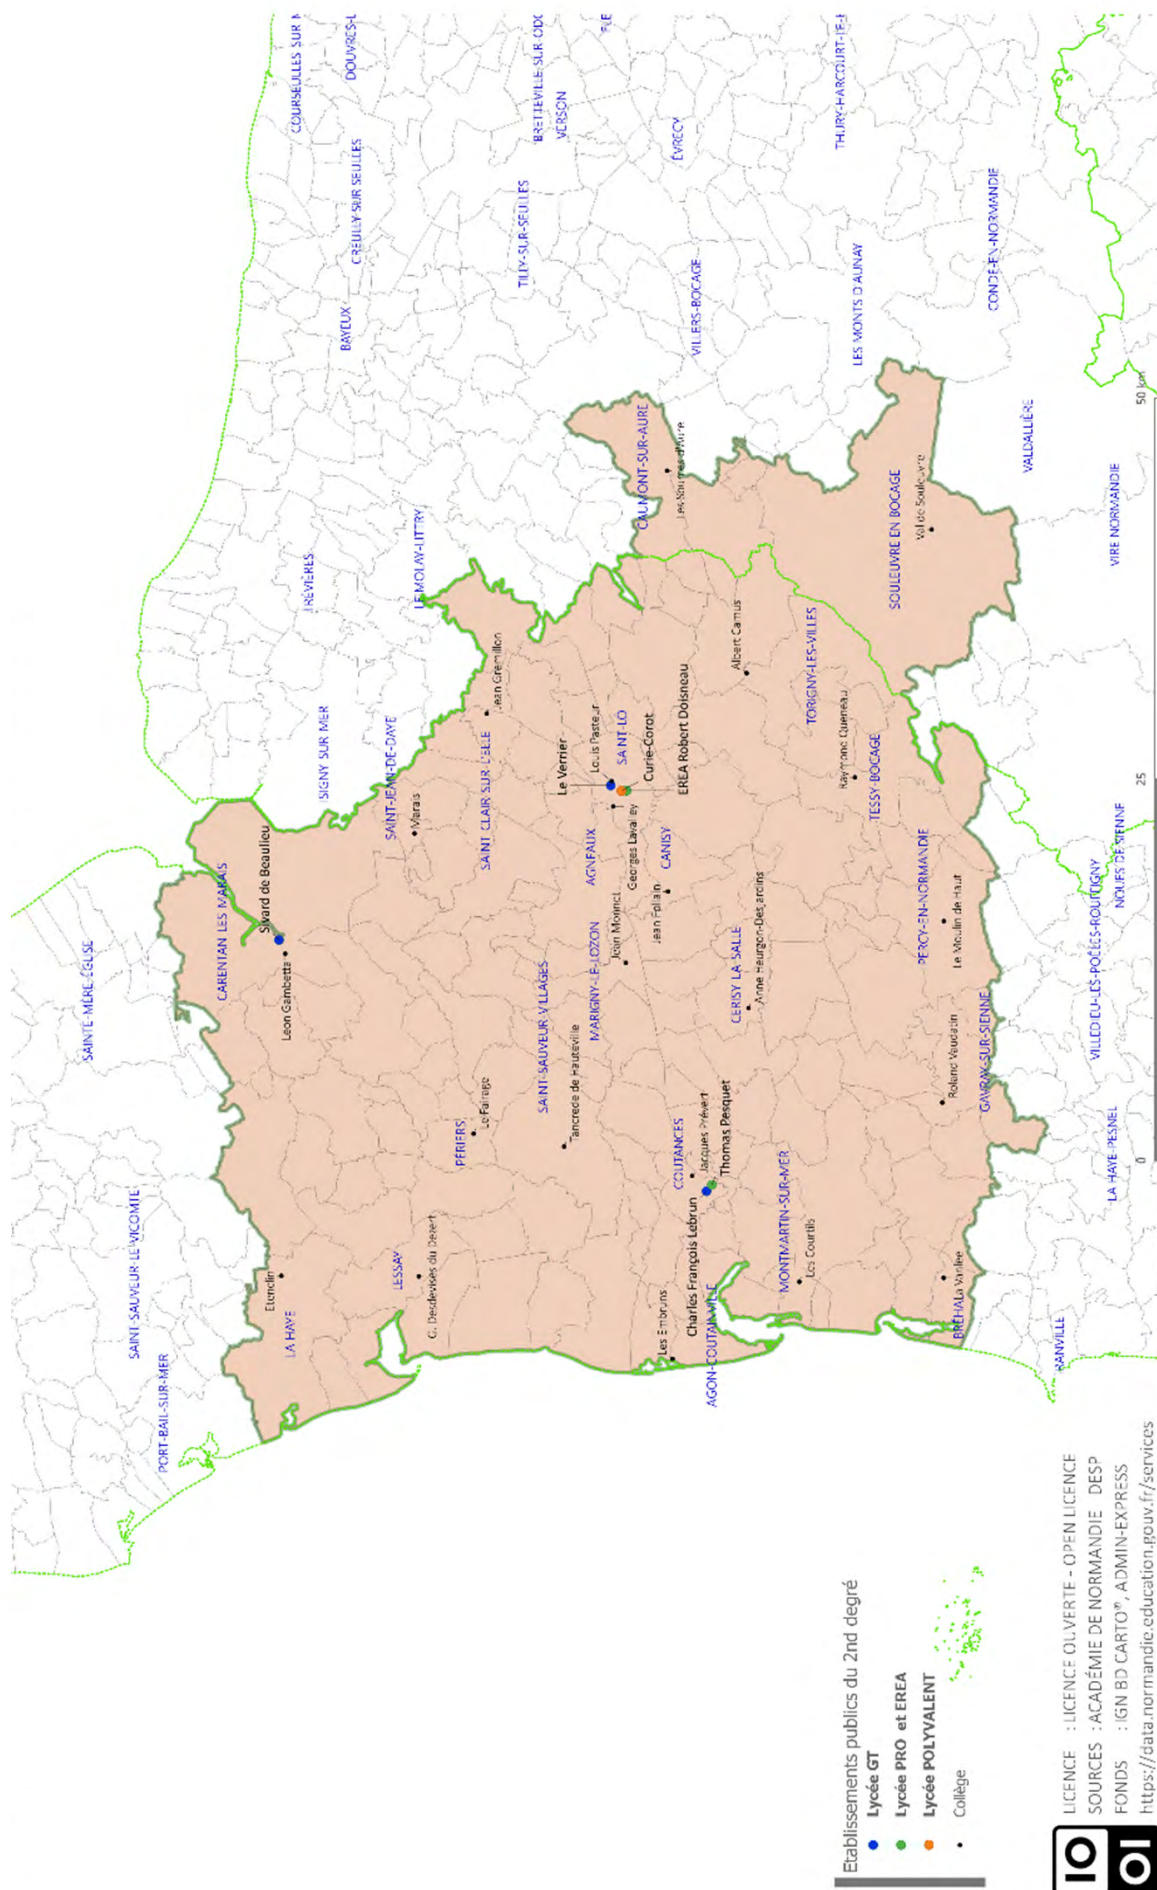 SAINTE-MÈRE-ÉGLISE
SAINT-SAUVEUR-LE-VICOMTE
PORT-BAIL-SUR-MER
CARENTAN LES MARAIS
Sivard de Beaulieu
Leon Gambetta
Etenclin
LA HAYE
ISIGNY SUR MER
TRÉVIÈRES
BAYEUX
CREULLY SUR SEULLES
COURSEULLES SUR M
DOUVRES-L
SAINT-JEAN-DE-DAYE
Marais
LE-MOLAY-LITTRY
LESSAY
G. Desdevises du Dezert
PÉRIERS
Le Fairage
SAINT CLAIR SUR L'ELLE
Jean Gremillon
TILLY-SUR-SEULLES
BRETTEVILLE-SUR-ODO
VERSON
SAINT-SAUVEUR-VILLAGES
Tancrede de Hauteville
MARIGNY-LE-LOZON
Jean Monnet
AGNEAUX
Le Verrier
Louis Pasteur
SAINT-LÔ
Georges Lavalley
Curie-Corot
EREA Robert Doisneau
CANISY
Jean Follain
CAUMONT-SUR-AURE
Les Sources d'Aure
ÉVRECY
VILLERS-BOCAGE
COUTANCES
Jacques Prévert
Thomas Pesquet
Charles François Lebrun
Les Embruns
AGON-COUTAINVILLE
CERISY LA SALLE
Anne Heurgon-Desjardins
Albert Camus
TORIGNY-LES-VILLES
MONTMARTIN-SUR-MER
Les Courtils
Raymond Queneau
TESSY-BOCAGE
THURY-HARCOURT-LE-H
LES MONTS D'AUNAY
SOULEUVRE EN BOCAGE
Val de Souleuvre
PERCY-EN-NORMANDIE
Le Moulin de Haut
Roland Vaudatin
GAVRAY-SUR-SIENNE
BRÉHAL
La Vanlee
CONDÉ-EN-NORMANDIE
VALDALLIÈRE
VIRE NORMANDIE
NOUES DE SIENNE
VILLEDIEU-LES-POÊLES-ROUFFIGNY
LA HAYE-PESNEL
RANVILLE
0
25
50 km
Etablissements publics du 2nd degré
Lycée GT
Lycée PRO et EREA
Lycée POLYVALENT
Collège
LICENCE : LICENCE OUVERTE - OPEN LICENCE
SOURCES : ACADÉMIE DE NORMANDIE DESP
FONDS : IGN BD CARTO®, ADMIN-EXPRESS
https://data.normandie.education.gouv.fr/services
IO
OI